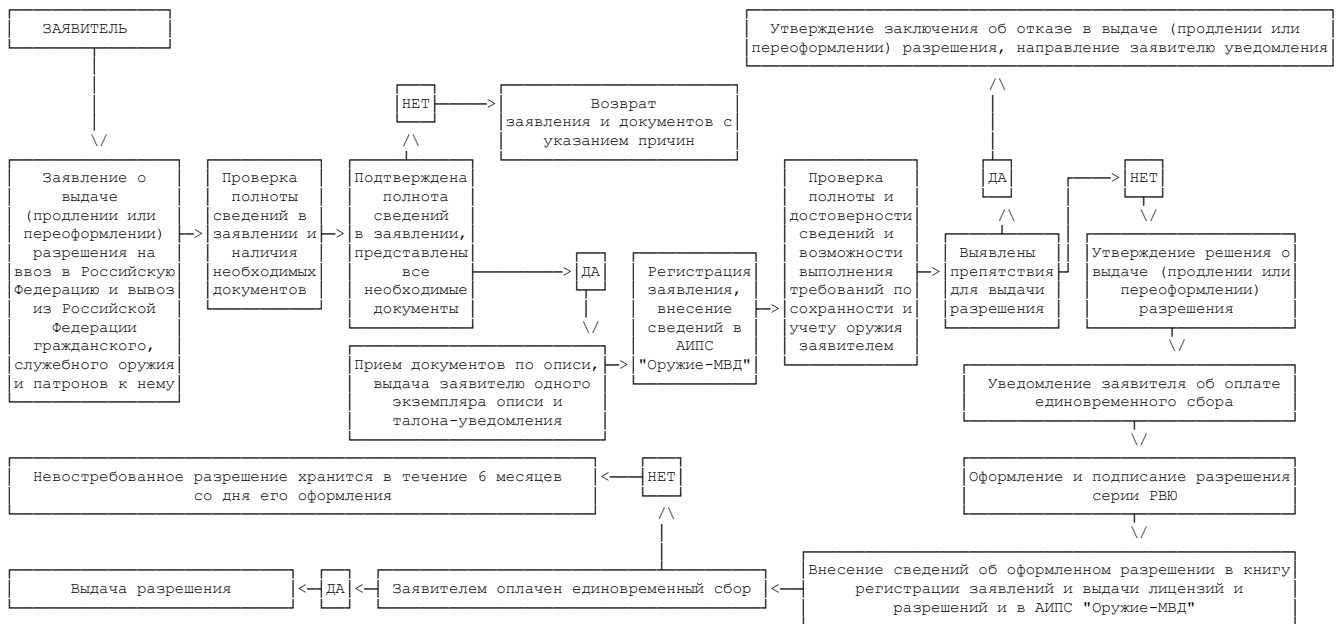 ЗАЯВИТЕЛЬ
Утверждение заключения об отказе в выдаче (продлении или
переоформлении) разрешения, направление заявителю уведомления
НЕТ
Возврат
заявления и документов с
указанием причин
Заявление о
выдаче
(продлении или
переоформлении)
разрешения на
ввоз в Российскую
Федерацию и вывоз
из Российской
Федерации
гражданского,
служебного оружия
и патронов к нему
Проверка
полноты
сведений в
заявлении и
наличия
необходимых
документов
Подтверждена
полнота
сведений
в заявлении,
представлены
все
необходимые
документы
ДА
Прием документов по описи,
выдача заявителю одного
экземпляра описи и
талона-уведомления
Регистрация
заявления,
внесение
сведений в
АИПС
"Оружие-МВД"
Проверка
полноты и
достоверности
сведений и
возможности
выполнения
требований по
сохранности и
учету оружия
заявителем
Выявлены
препятствия
для выдачи
разрешения
ДА
НЕТ
Утверждение решения о
выдаче (продлении или
переоформлении)
разрешения
Уведомление заявителя об оплате
единовременного сбора
Оформление и подписание разрешения
серии РВЮ
Внесение сведений об оформленном разрешении в книгу
регистрации заявлений и выдачи лицензий и
разрешений и в АИПС "Оружие-МВД"
Заявителем оплачен единовременный сбор
НЕТ
Невостребованное разрешение хранится в течение 6 месяцев
со дня его оформления
ДА
Выдача разрешения